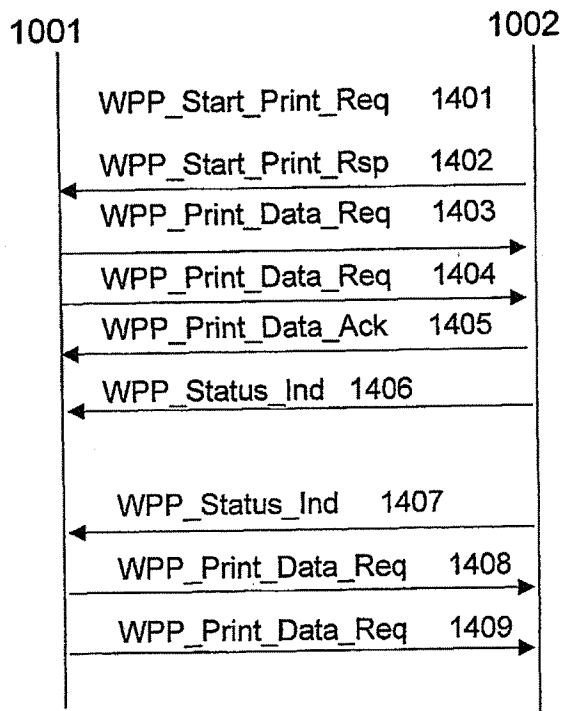 1001 1002
WPP_Start_Print_Req 1401
WPP_Start_Print_Rsp 1402
WPP_Print_Data_Req 1403
WPP_Print_Data_Req 1404
WPP_Print_Data_Ack 1405
WPP_Status_Ind 1406
WPP_Status_Ind 1407
WPP_Print_Data_Req 1408
WPP_Print_Data_Req 1409